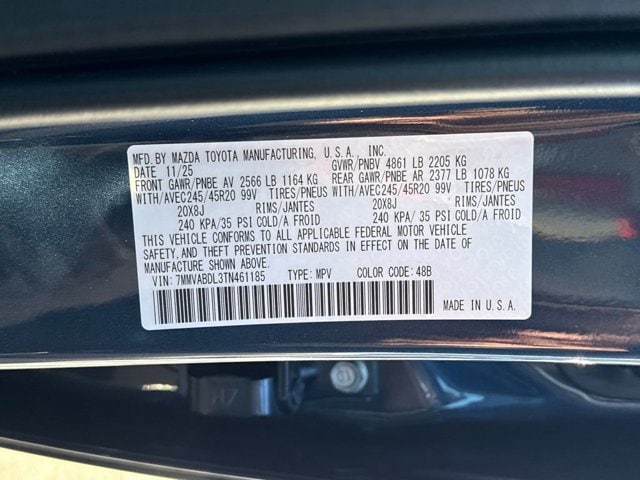 MFD. BY MAZDA TOYOTA MANUFACTURING, U.S.A., INC.
DATE 11/25 GVWR/PNBV 4861 LB 2205 KG
FRONT GAWR/PNBE AV 2566 LB 1164 KG REAR GAWR/PNBE AR 2377 LB 1078 KG
WITH/AVEC245/45R20 99V TIRES/PNEUS WITH/AVEC245/45R20 99V TIRES/PNEUS
20X8J RIMS/JANTES 20X8J RIMS/JANTES
240 KPA/35 PSI COLD/A FROID 240 KPA/35 PSI COLD/A FROID
THIS VEHICLE CONFORMS TO ALL APPLICABLE FEDERAL MOTOR VEHICLE
SAFETY, AND THEFT PREVENTION STANDARDS IN EFFECT ON THE DATE OF
MANUFACTURE SHOWN ABOVE.
VIN: 7MMVABDL3TN461185 TYPE: MPV COLOR CODE: 48B
MADE IN U.S.A.